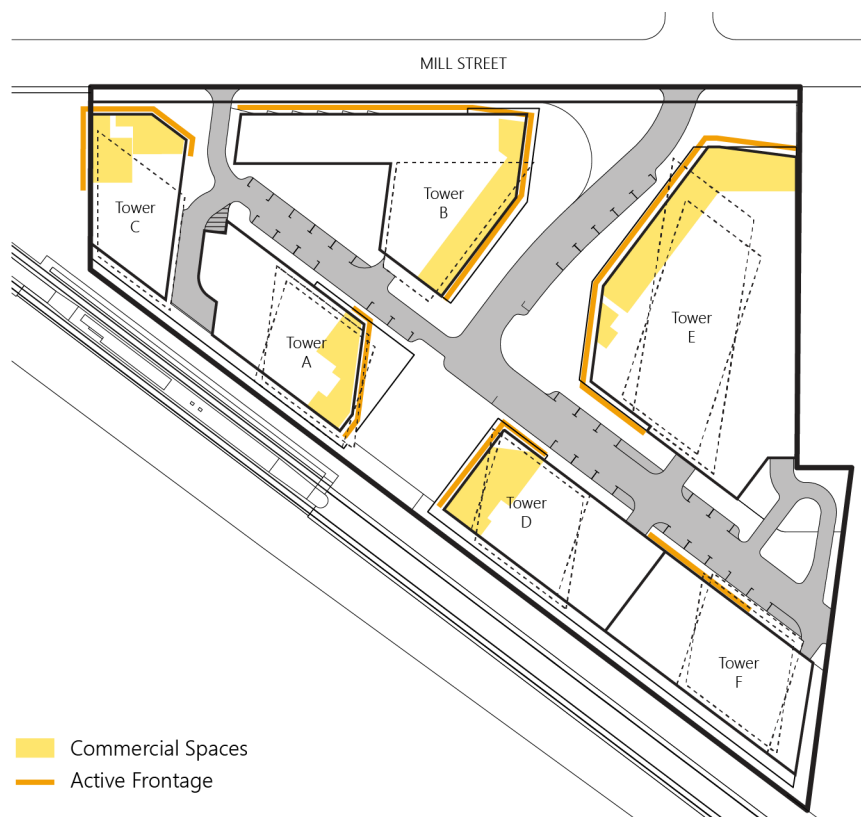 MILL STREET
Tower
C
Tower
B
Tower
E
Tower
A
Tower
D
Tower
F
Commercial Spaces
Active Frontage